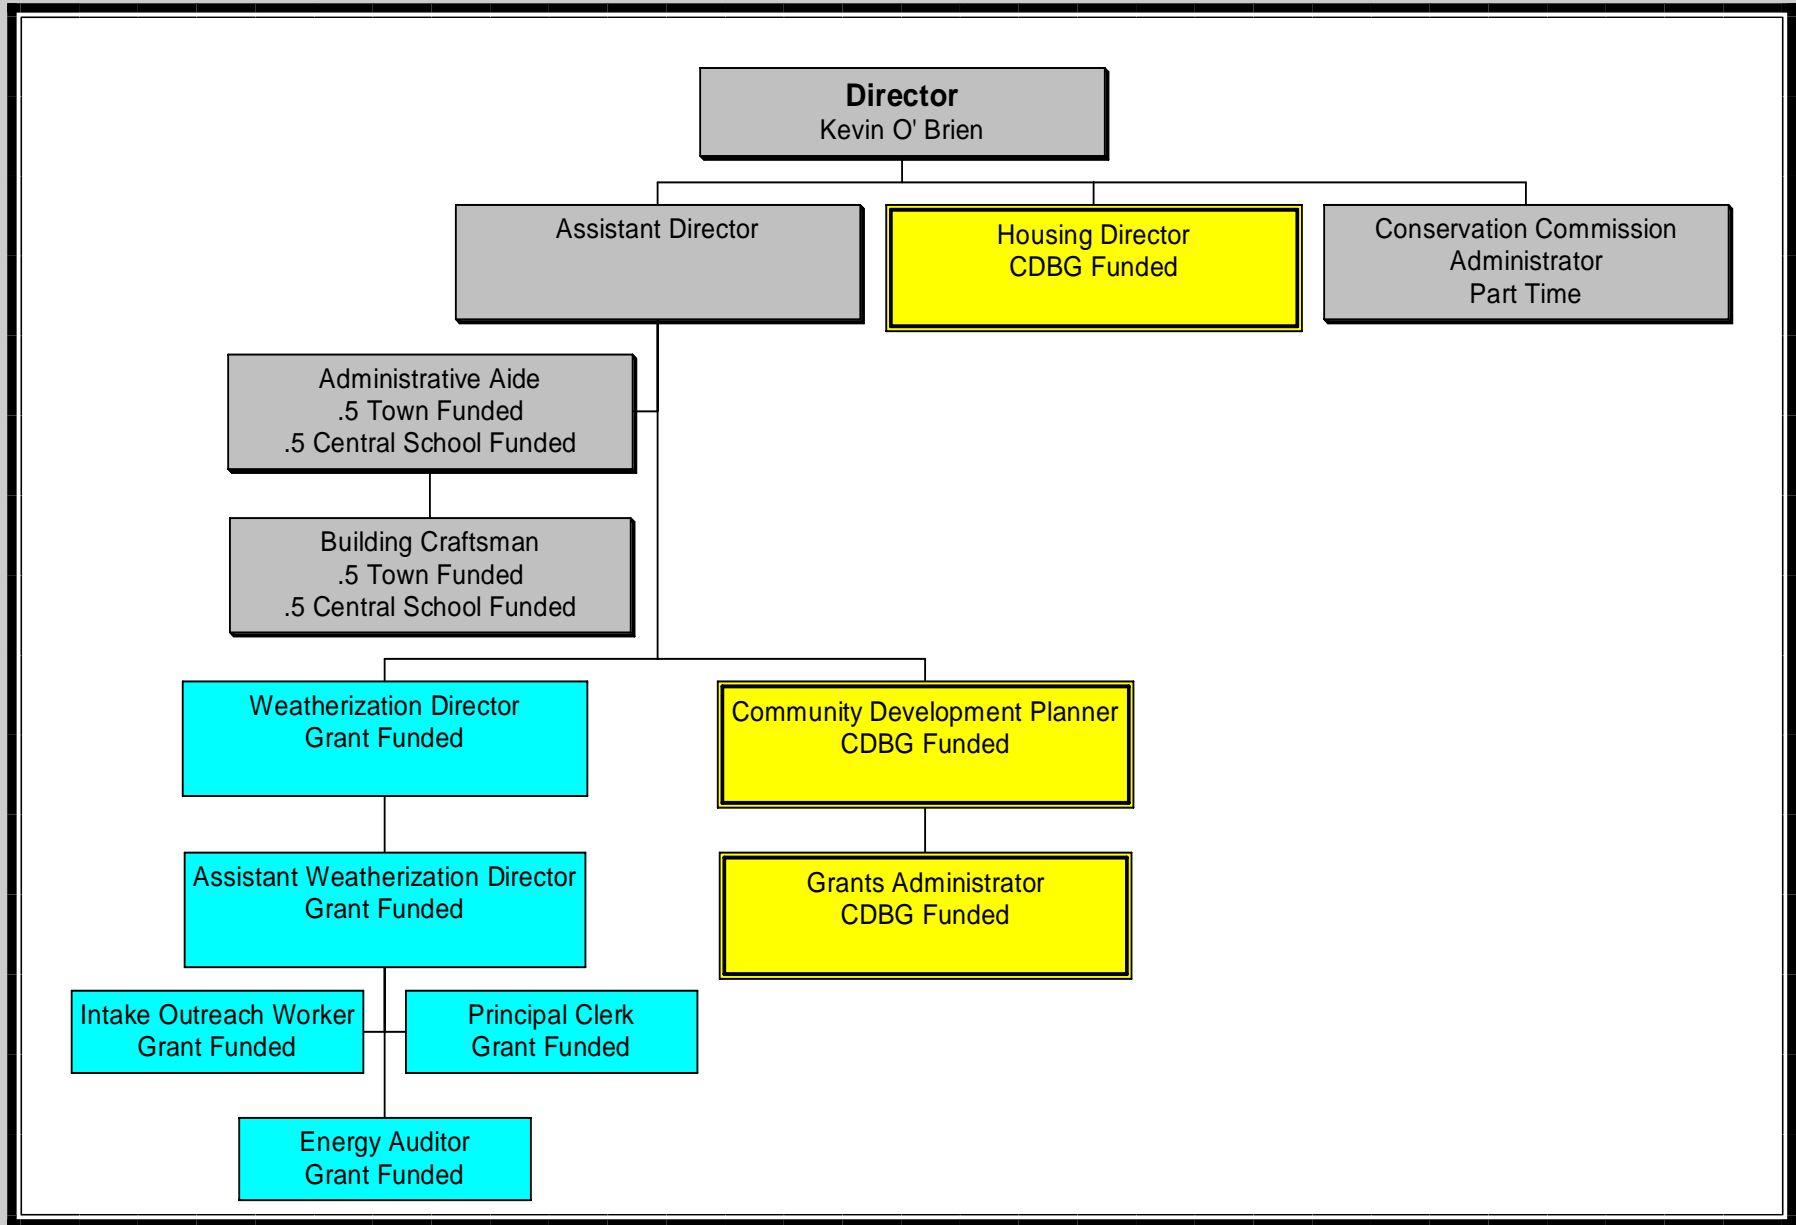 Director
Kevin O' Brien
Assistant Director
Housing Director
CDBG Funded
Conservation Commission
Administrator
Part Time
Administrative Aide
.5 Town Funded
.5 Central School Funded
Building Craftsman
.5 Town Funded
.5 Central School Funded
Weatherization Director
Grant Funded
Community Development Planner
CDBG Funded
Assistant Weatherization Director
Grant Funded
Grants Administrator
CDBG Funded
Intake Outreach Worker
Grant Funded
Principal Clerk
Grant Funded
Energy Auditor
Grant Funded